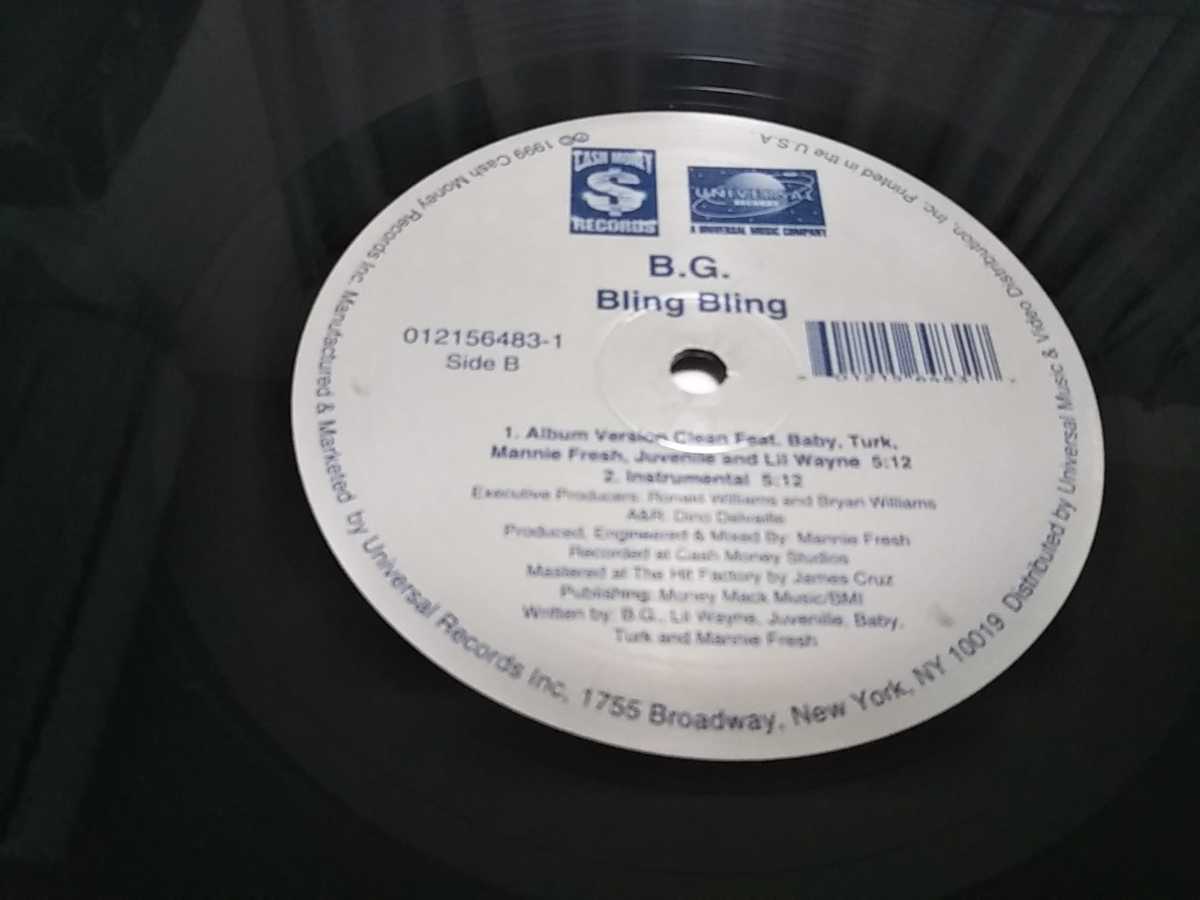 CASH MONEY
$
RECORDS
UNIVERSAL
RECORDS
A UNIVERSAL MUSIC COMPANY
B.G.
Bling Bling
012156483-1
Side B
1. Album Version Clean Feat. Baby, Turk,
Mannie Fresh, Juvenile and Lil Wayne 5:12
2. Instrumental 5:12
Executive Producers: Ronald Williams and Bryan Williams
A&R: Dino Delvaille
Produced, Engineered & Mixed By: Mannie Fresh
Recorded at Cash Money Studios
Mastered at The Hit Factory by James Cruz
Publishing: Money Mack Music/BMI
Written by: B.G., Lil Wayne, Juvenile, Baby,
Turk and Mannie Fresh
℗© 1999 Cash Money Records Inc. Manufactured & Marketed by Universal Records Inc, 1755 Broadway, New York, NY 10019 Distributed by Universal Music & Video Distribution, Inc. Printed in the U.S.A.